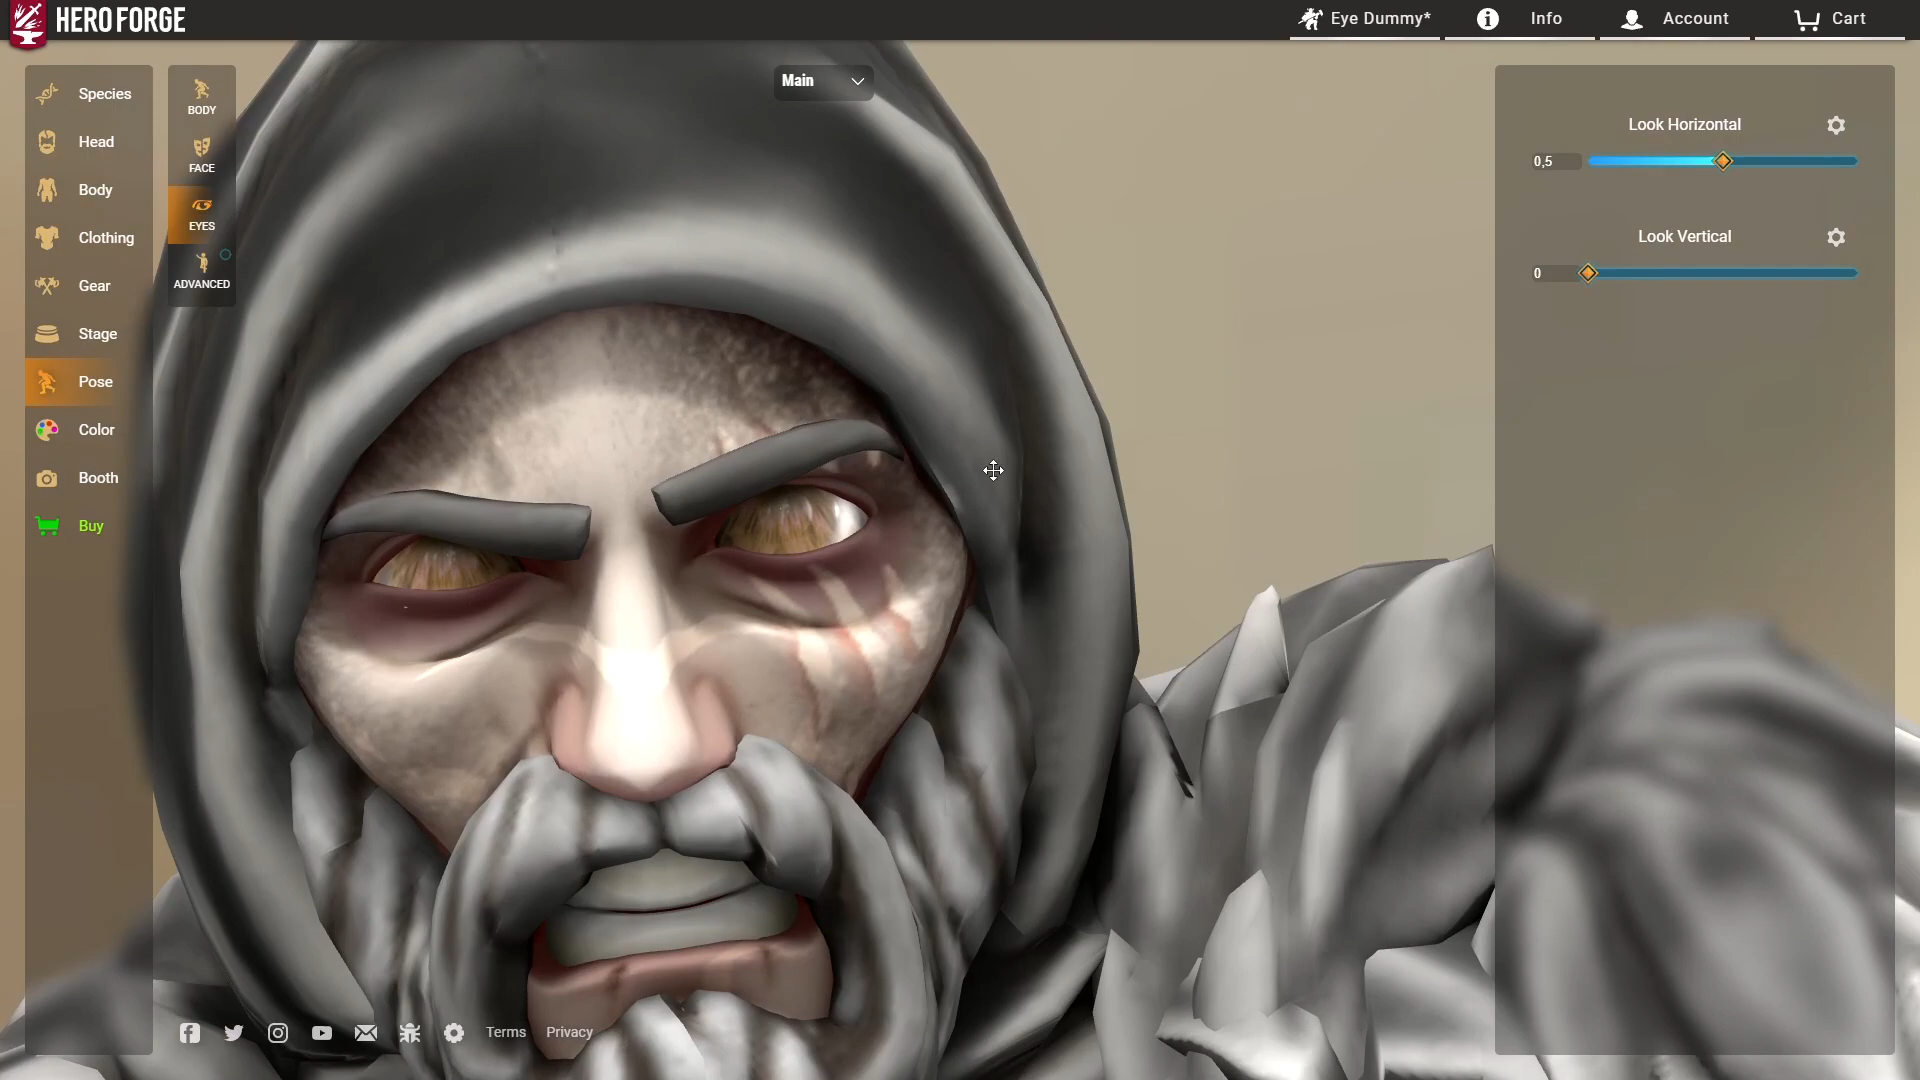 HERO FORGE
Eye Dummy*
Info
Account
Cart
Species
Head
Body
Clothing
Gear
Stage
Pose
Color
Booth
Buy
BODY
FACE
EYES
ADVANCED
Main
Look Horizontal
0,5
Look Vertical
0
Terms
Privacy